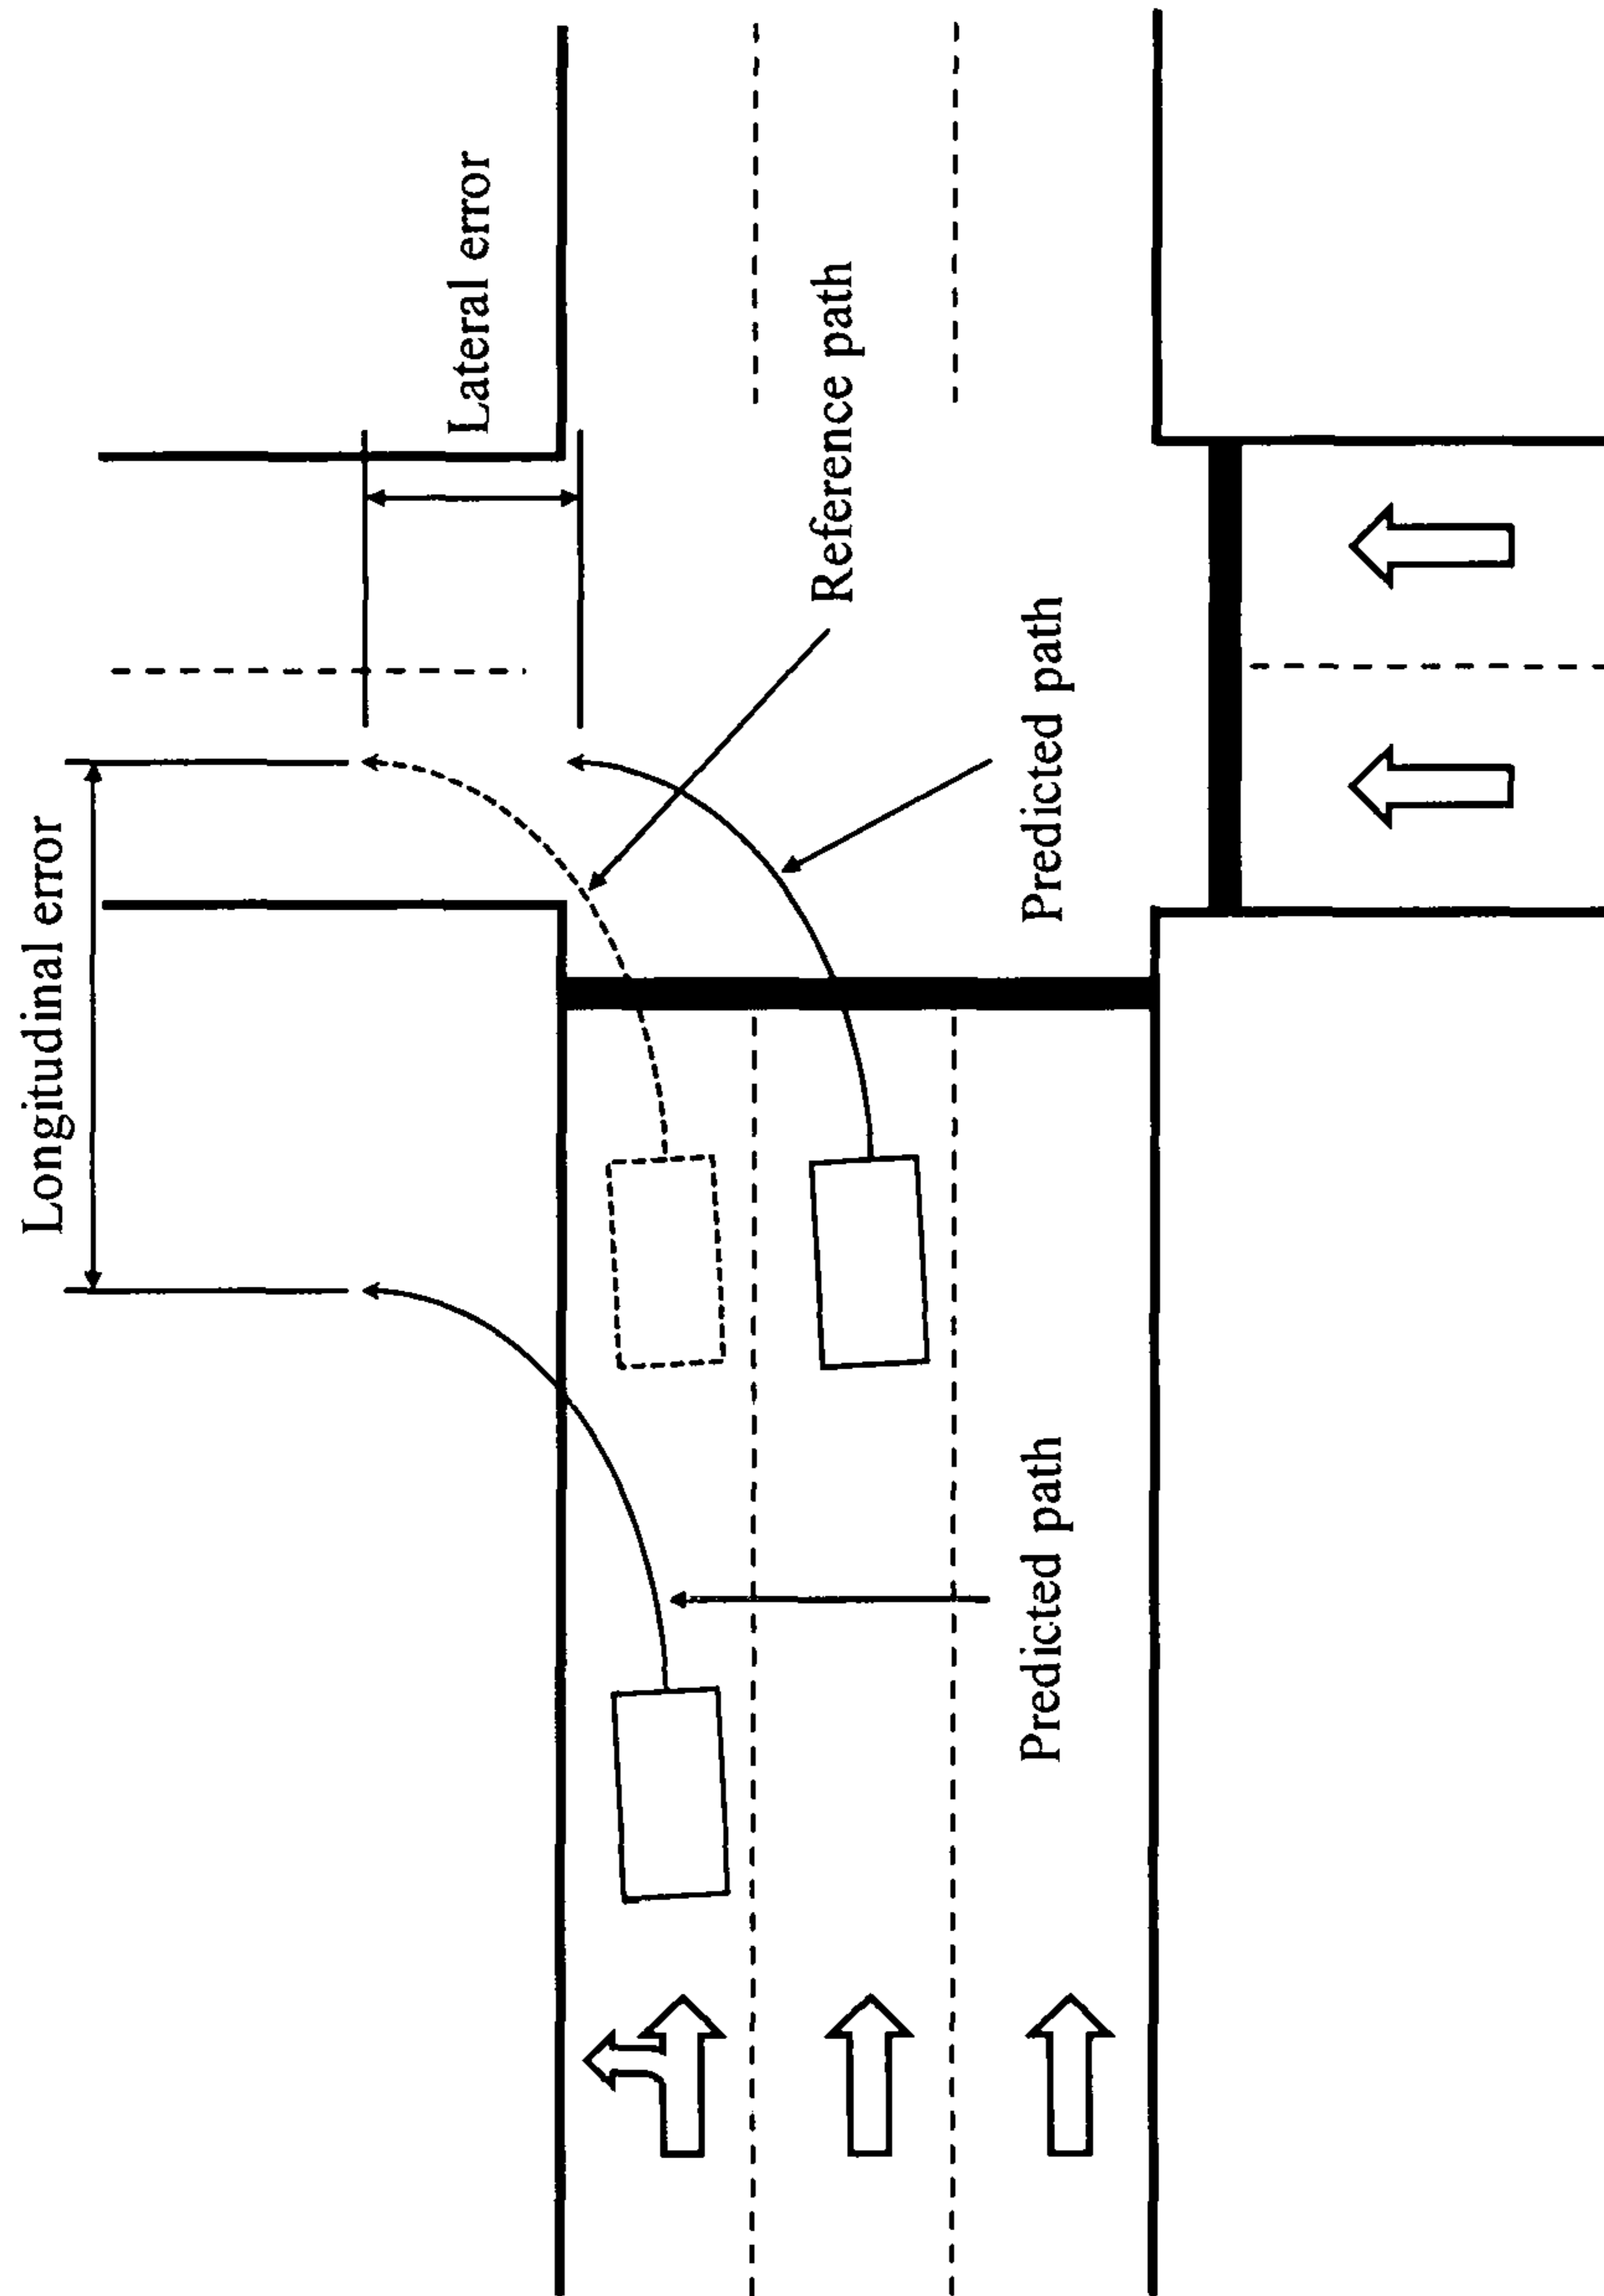 Longitudinal error
Lateral error
Reference path
Predicted path
Predicted path